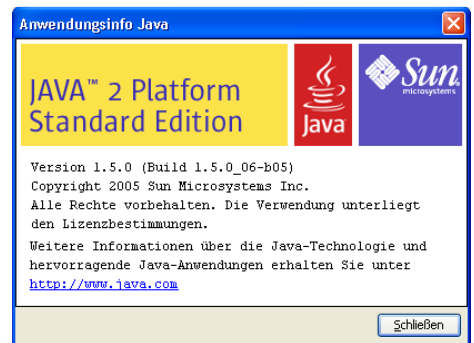 Anwendungsinfo Java
JAVA™ 2 Platform
Standard Edition
Java
Sun
microsystems
Version 1.5.0 (Build 1.5.0_06-b05)
Copyright 2005 Sun Microsystems Inc.
Alle Rechte vorbehalten. Die Verwendung unterliegt
den Lizenzbestimmungen.
Weitere Informationen über die Java-Technologie und
hervorragende Java-Anwendungen erhalten Sie unter
http://www.java.com
Schließen